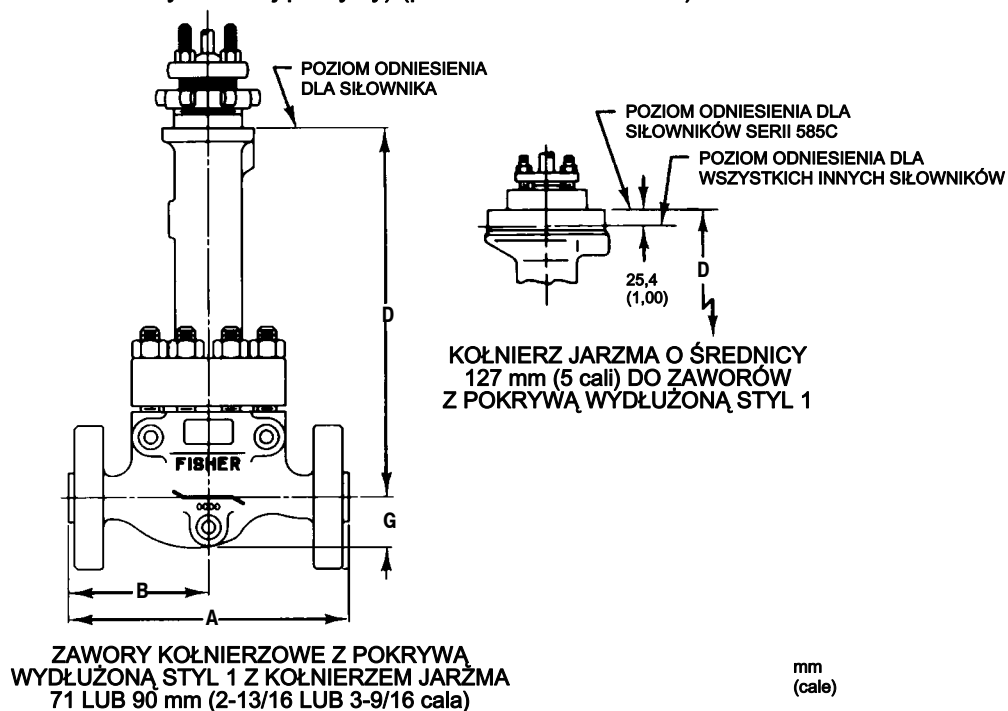 POZIOM ODNIESIENIA
DLA SIŁOWNIKA
POZIOM ODNIESIENIA DLA
SIŁOWNIKÓW SERII 585C
POZIOM ODNIESIENIA DLA
WSZYSTKICH INNYCH SIŁOWNIKÓW
25,4
(1,00)
D
D
KOŁNIERZ JARZMA O ŚREDNICY
127 mm (5 cali) DO ZAWORÓW
Z POKRYWĄ WYDŁUŻONĄ STYL 1
FISHER
G
B
A
ZAWORY KOŁNIERZOWE Z POKRYWĄ
WYDŁUŻONĄ STYL 1 Z KOŁNIERZEM JARZMA
71 LUB 90 mm (2-13/16 LUB 3-9/16 cala)
mm
(cale)